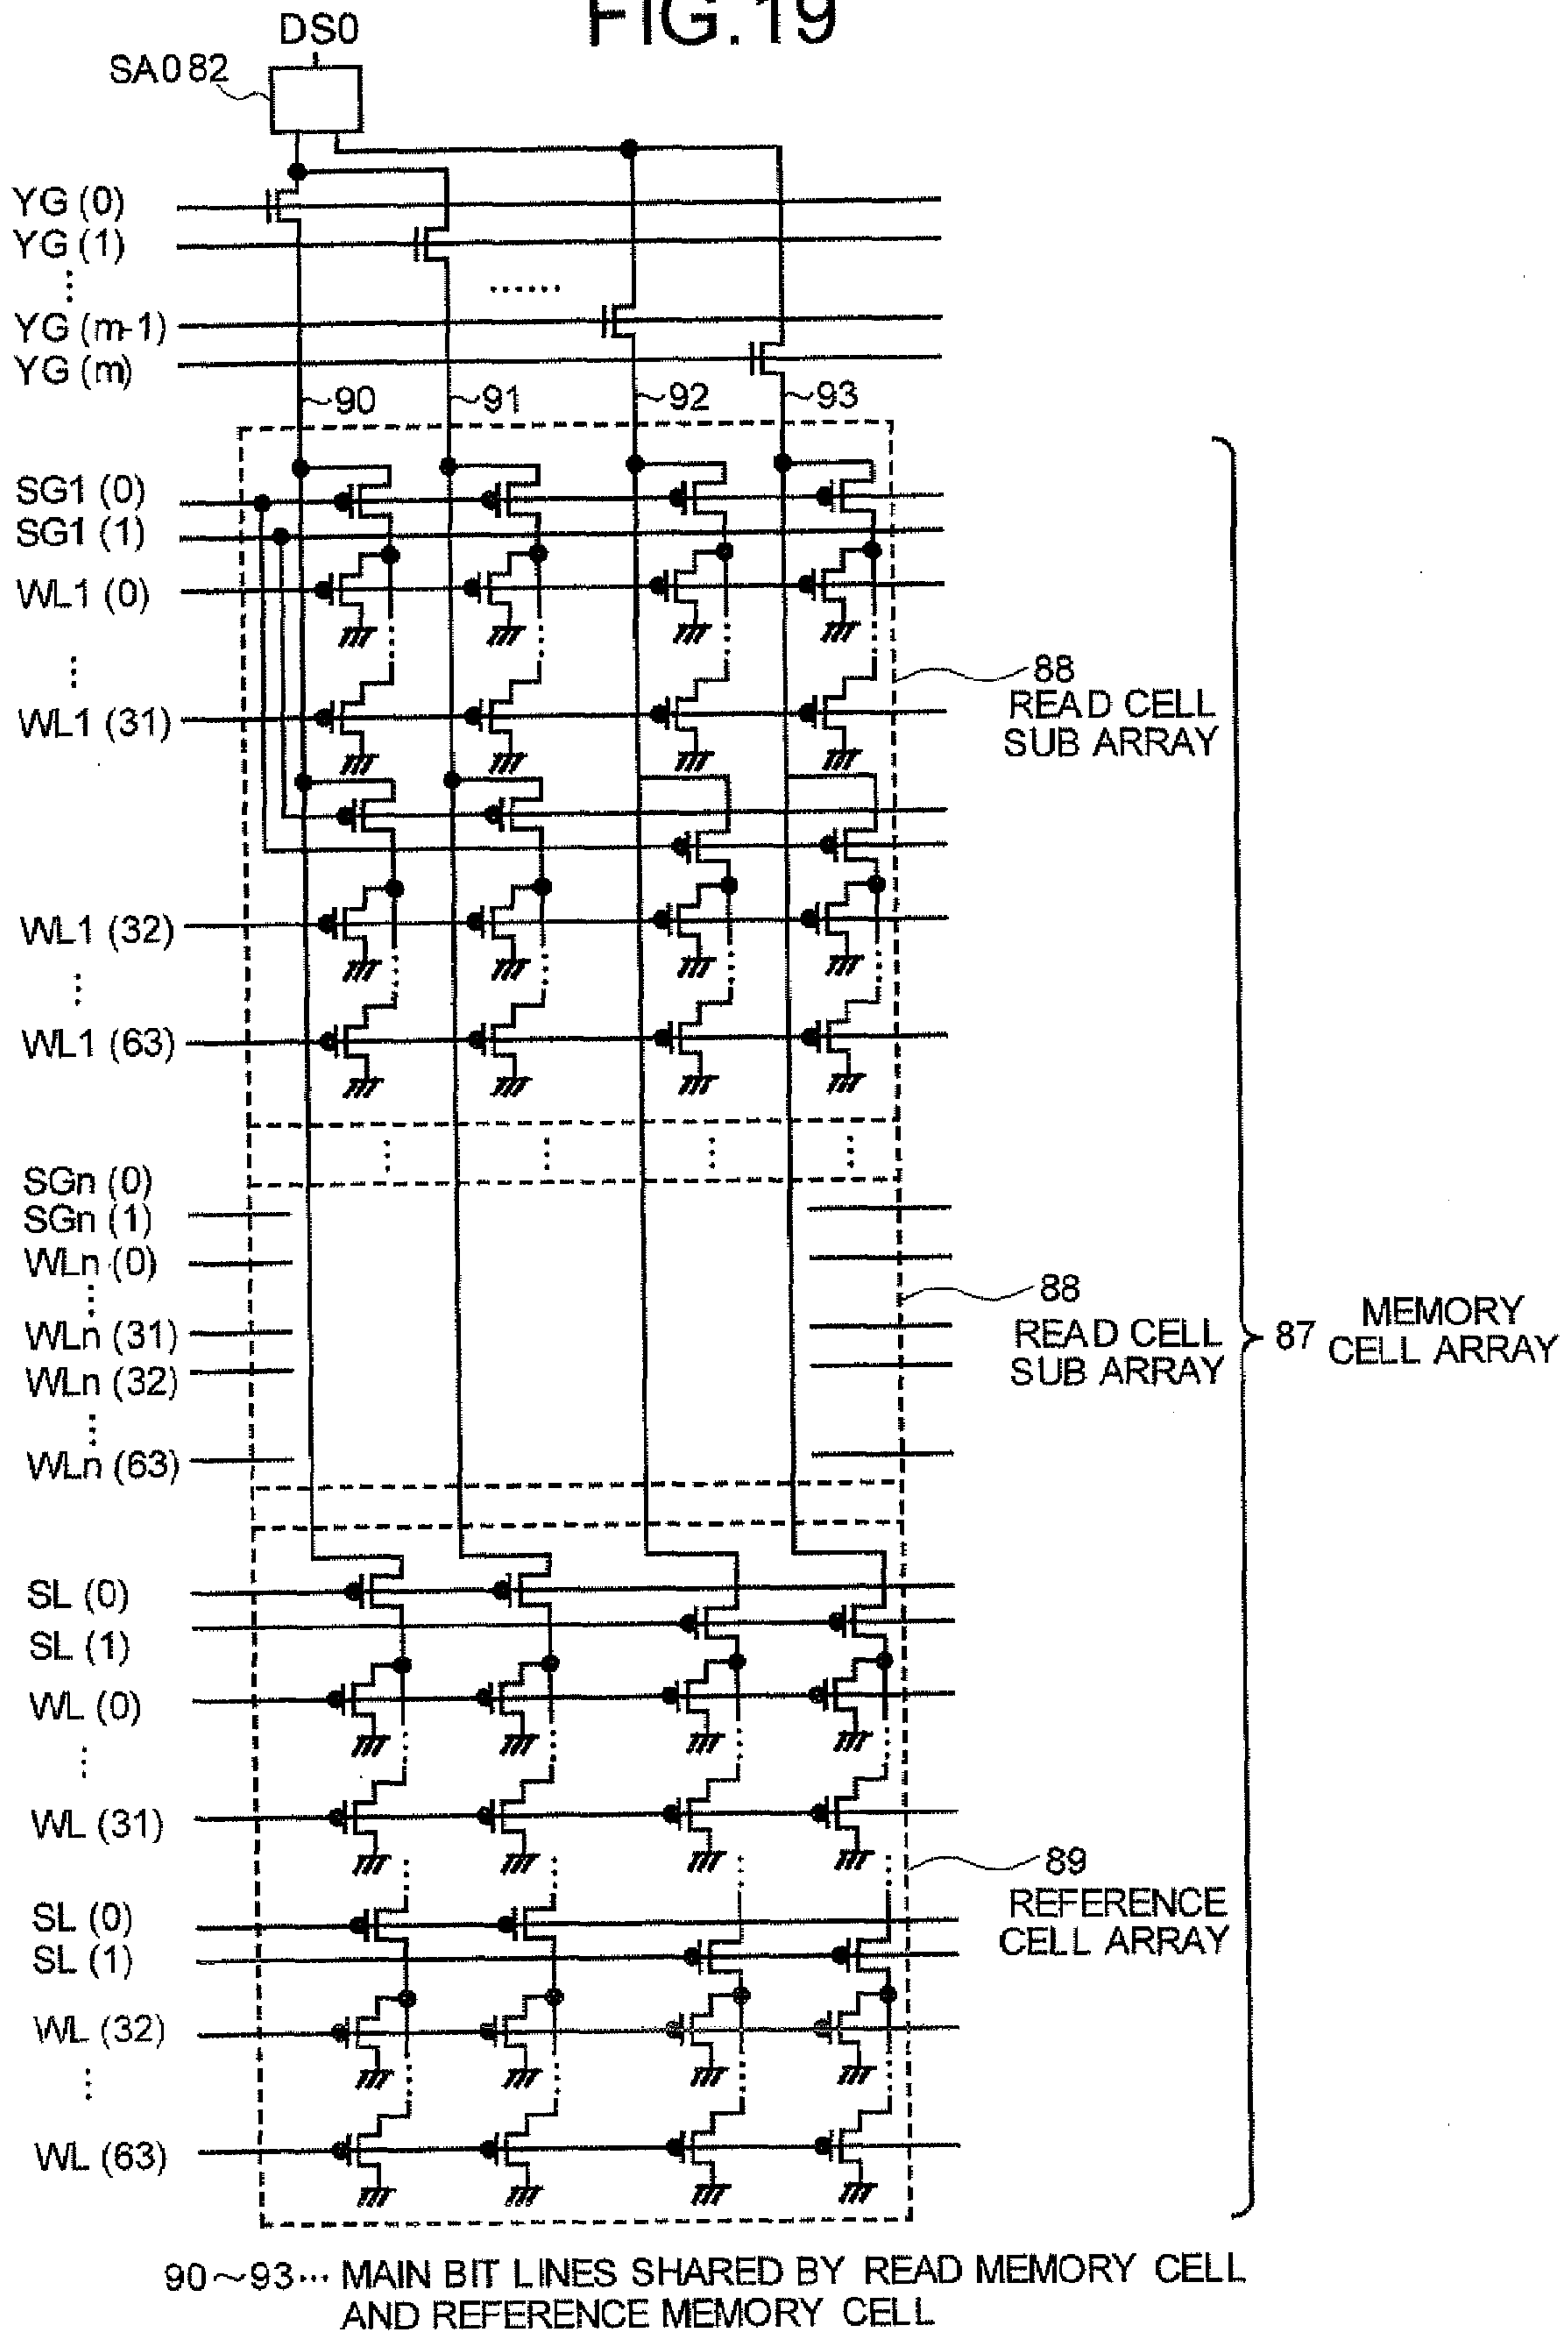 FIG.19
DS0
SA082
YG (0)
YG (1)
YG (m-1)
YG (m)
90
91
92
93
SG1 (0)
SG1 (1)
WL1 (0)
88
READ CELL
SUB ARRAY
WL1 (31)
WL1 (32)
WL1 (63)
SGn (0)
SGn (1)
WLn (0)
88
READ CELL
SUB ARRAY
87
MEMORY
CELL ARRAY
WLn (31)
WLn (32)
WLn (63)
SL (0)
SL (1)
WL (0)
WL (31)
89
REFERENCE
CELL ARRAY
SL (0)
SL (1)
WL (32)
WL (63)
90~93··· MAIN BIT LINES SHARED BY READ MEMORY CELL
AND REFERENCE MEMORY CELL